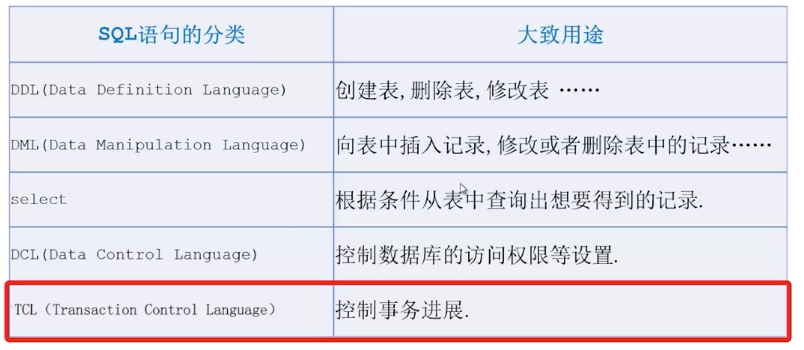 SQL语句的分类 大致用途
DDL(Data Definition Language) 创建表,删除表,修改表 ……
DML(Data Manipulation Language) 向表中插入记录,修改或者删除表中的记录……
select 根据条件从表中查询出想要得到的记录.
DCL(Data Control Language) 控制数据库的访问权限等设置.
TCL（Transaction Control Language） 控制事务进展.